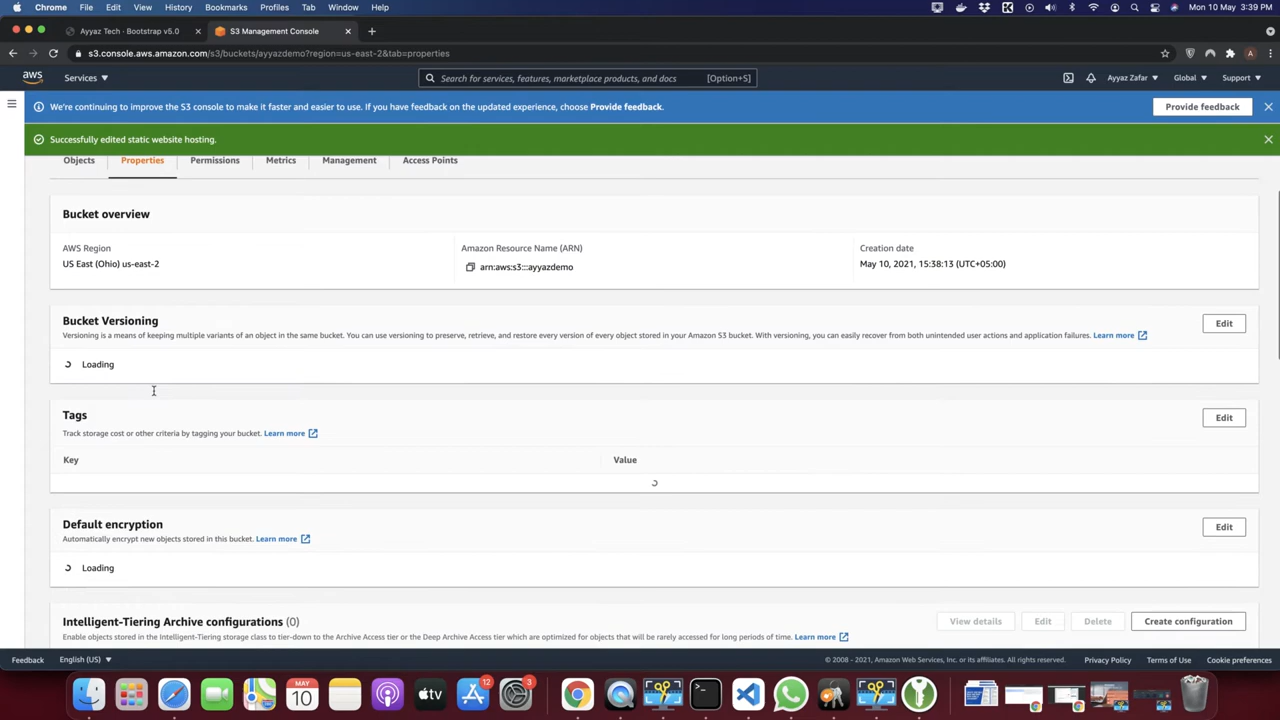 Chrome File Edit View History Bookmarks Profiles Tab Window Help Mon 10 May 3:39 PM
Ayyaz Tech - Bootstrap v5.0 S3 Management Console
s3.console.aws.amazon.com/s3/buckets/ayyazdemo?region=us-east-2&tab=properties
aws Services Search for services, features, marketplace products, and docs [Option+S] Ayyaz Zafar Global Support
We're continuing to improve the S3 console to make it faster and easier to use. If you have feedback on the updated experience, choose Provide feedback. Provide feedback
Successfully edited static website hosting.
Objects Properties Permissions Metrics Management Access Points
Bucket overview
AWS Region Amazon Resource Name (ARN) Creation date
US East (Ohio) us-east-2 arn:aws:s3:::ayyazdemo May 10, 2021, 15:38:13 (UTC+05:00)
Bucket Versioning Edit
Versioning is a means of keeping multiple variants of an object in the same bucket. You can use versioning to preserve, retrieve, and restore every version of every object stored in your Amazon S3 bucket. With versioning, you can easily recover from both unintended user actions and application failures. Learn more
Loading
Tags Edit
Track storage cost or other criteria by tagging your bucket. Learn more
Key Value
Default encryption Edit
Automatically encrypt new objects stored in this bucket. Learn more
Loading
Intelligent-Tiering Archive configurations (0) View details Edit Delete Create configuration
Enable objects stored in the Intelligent-Tiering storage class to tier-down to the Archive Access tier or the Deep Archive Access tier which are optimized for objects that will be rarely accessed for long periods of time. Learn more
Feedback English (US) © 2008 - 2021, Amazon Web Services, Inc. or its affiliates. All rights reserved. Privacy Policy Terms of Use Cookie preferences
MAY
10 tv 12 3